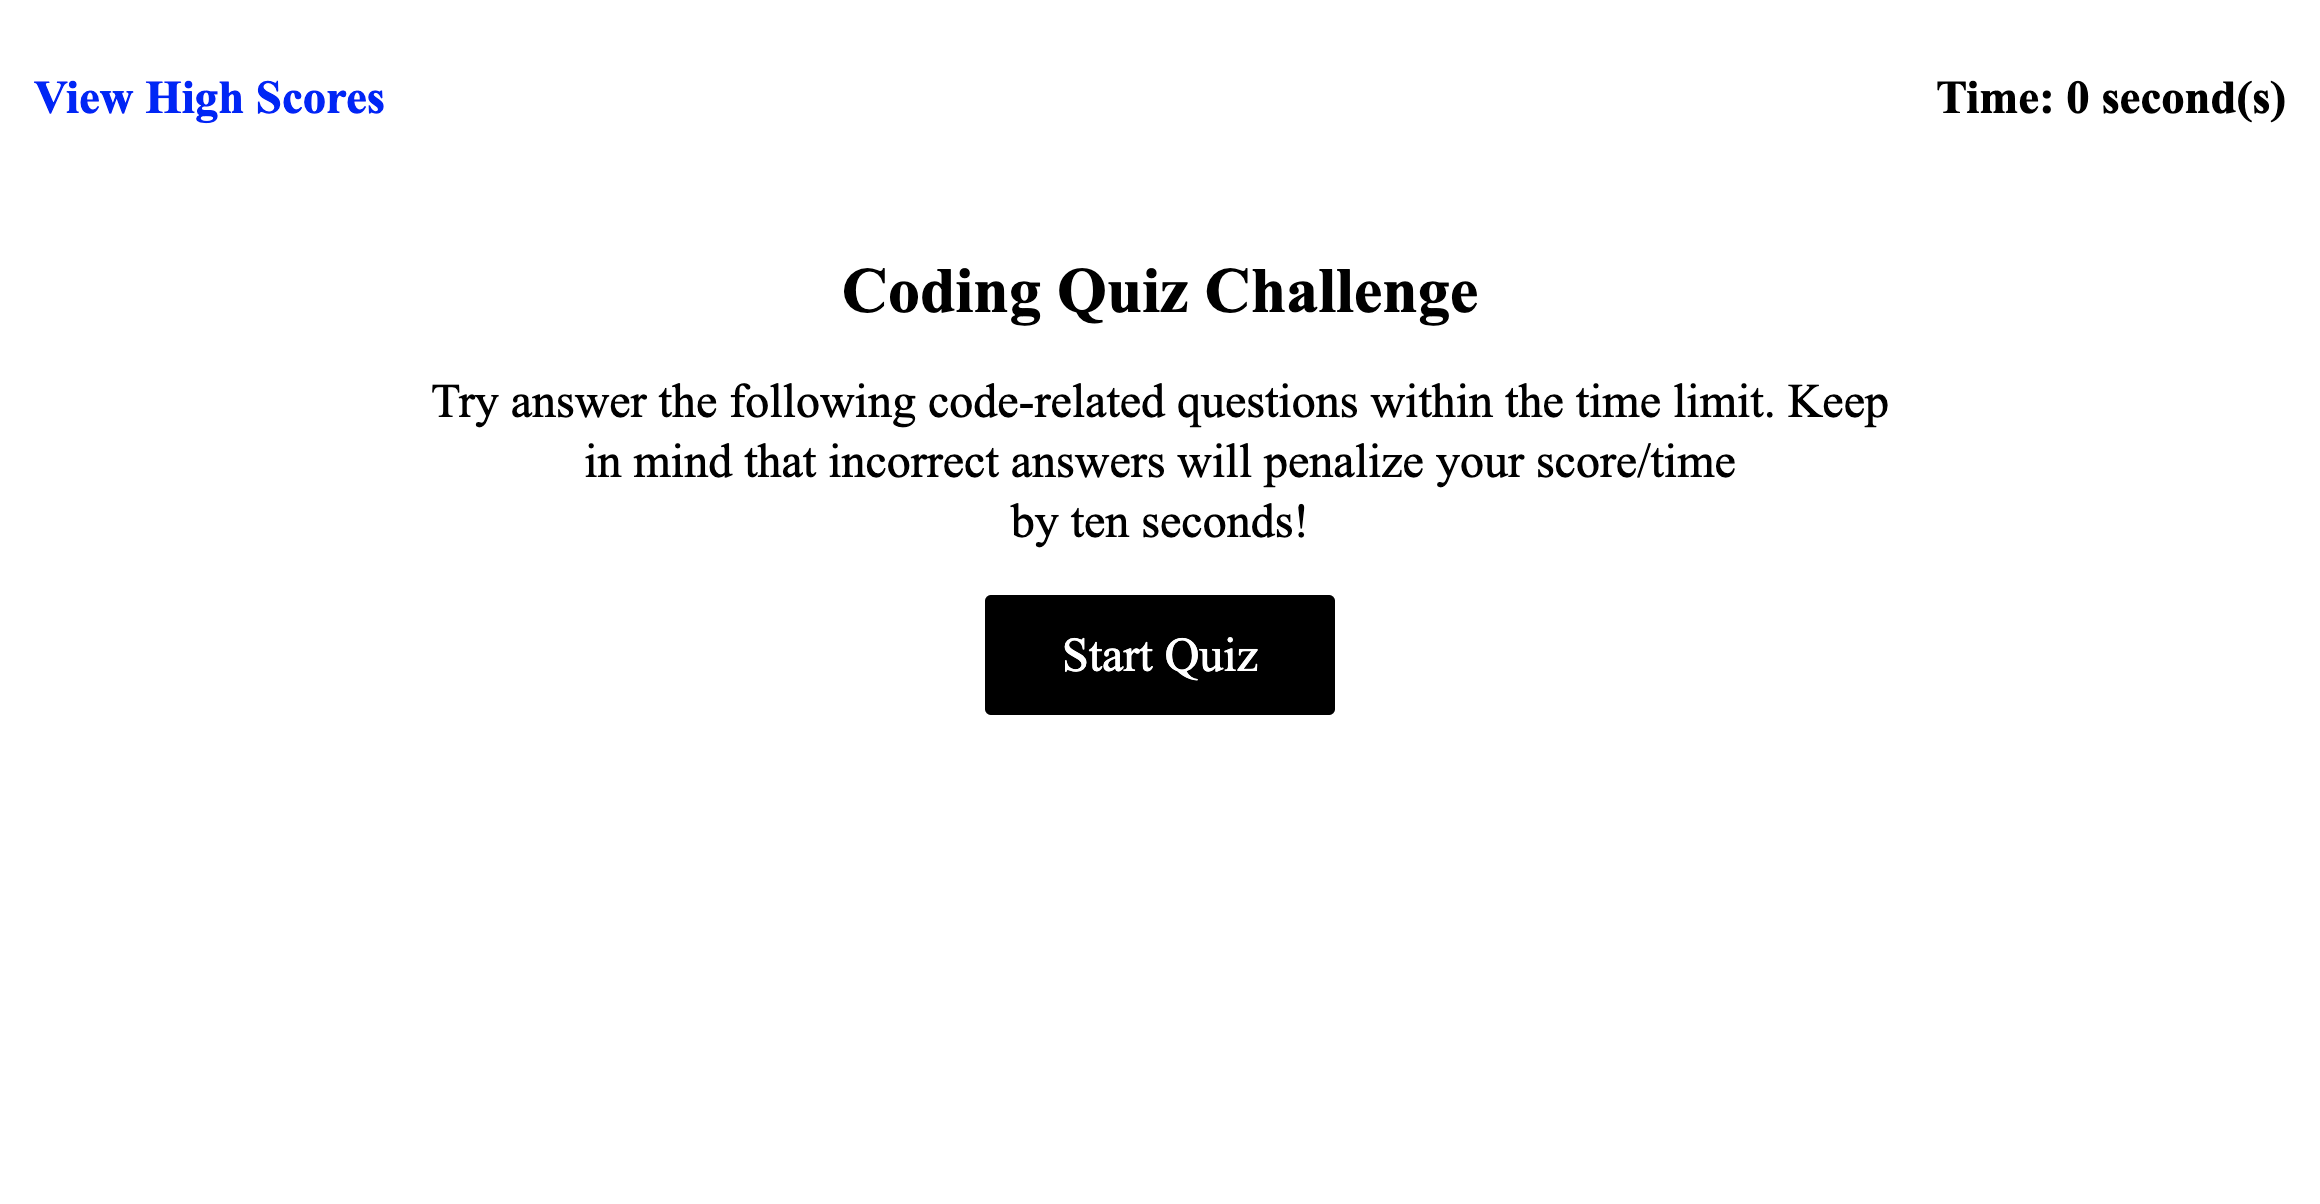 View High Scores
Time: 0 second(s)
Coding Quiz Challenge
Try answer the following code-related questions within the time limit. Keep
in mind that incorrect answers will penalize your score/time
by ten seconds!
Start Quiz